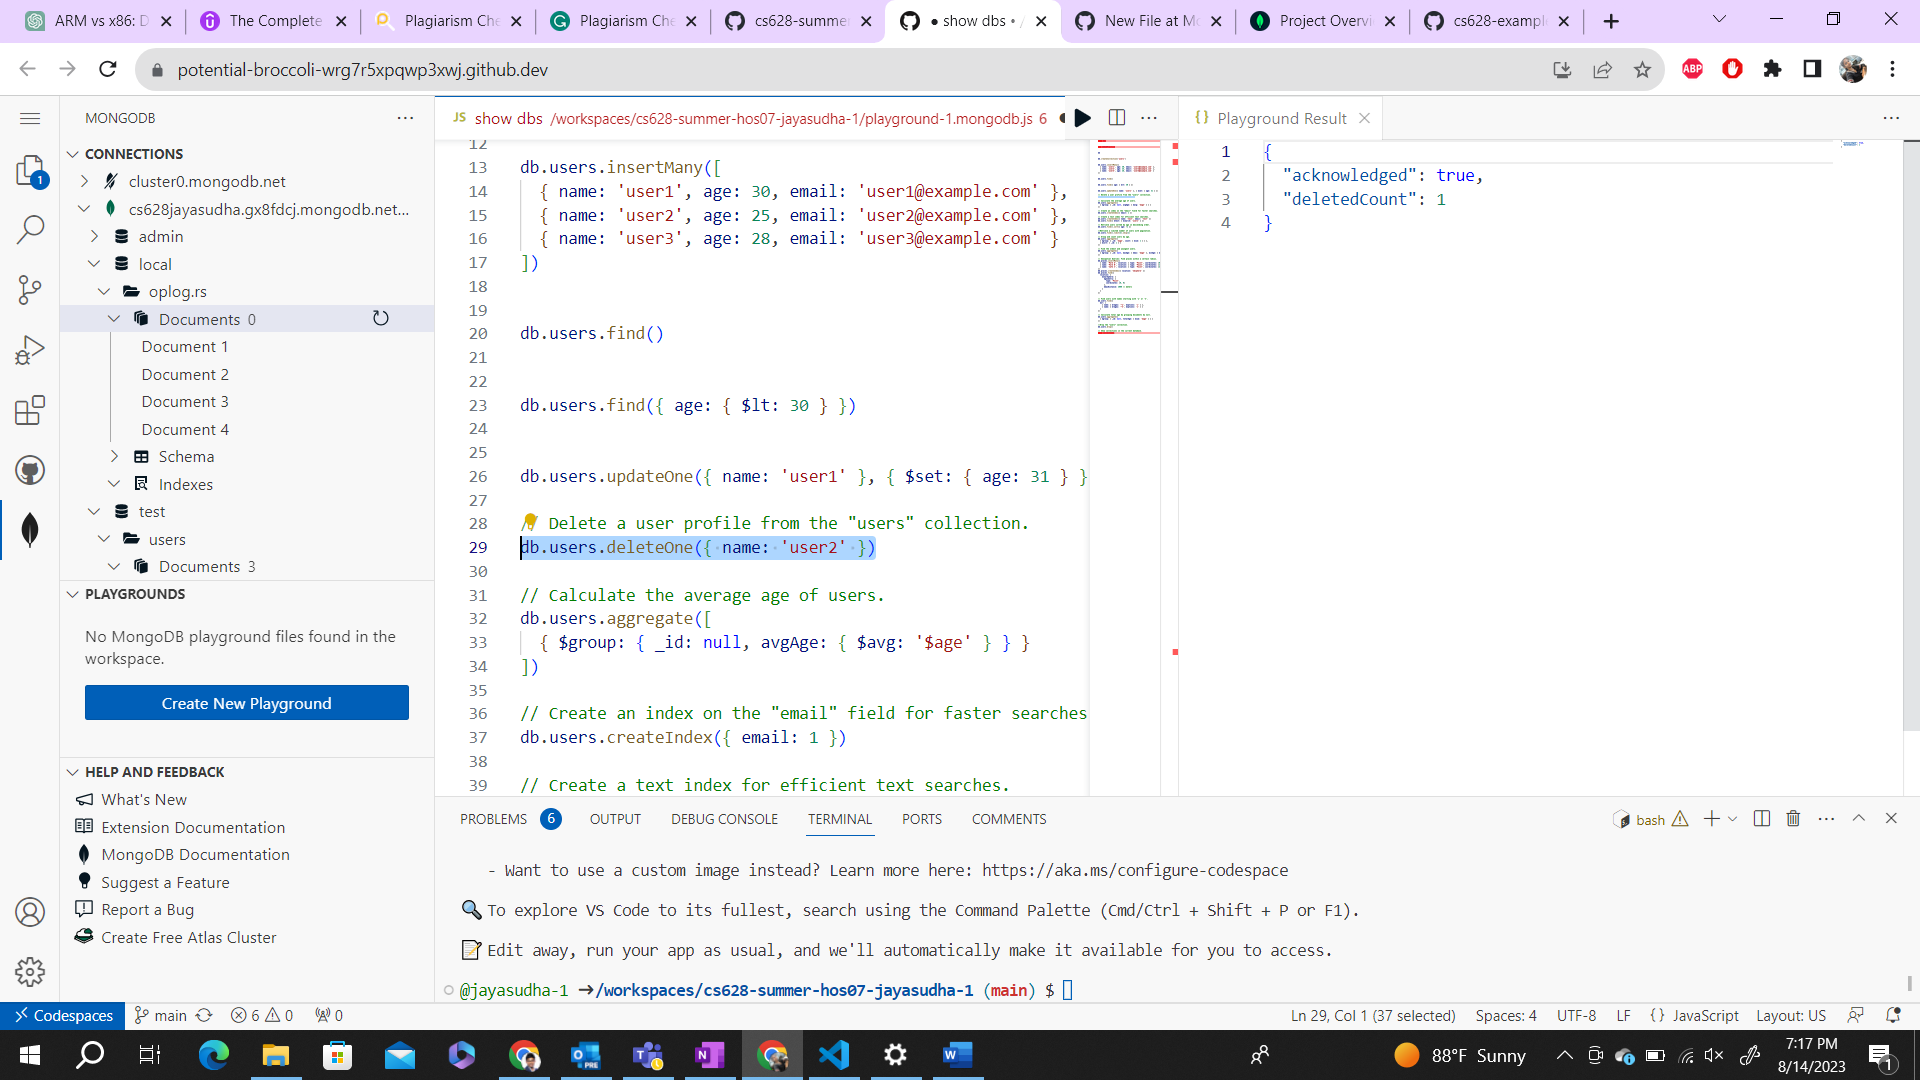 ARM vs x86: D
The Complete
Plagiarism Che
Plagiarism Che
cs628-summer
● show dbs • /
New File at Mo
Project Overvi
cs628-example
potential-broccoli-wrg7r5xpqwp3xwj.github.dev
ABP
MONGODB
CONNECTIONS
cluster0.mongodb.net
cs628jayasudha.gx8fdcj.mongodb.net...
admin
local
oplog.rs
Documents 0
Document 1
Document 2
Document 3
Document 4
Schema
Indexes
test
users
Documents 3
PLAYGROUNDS
No MongoDB playground files found in the
workspace.
Create New Playground
HELP AND FEEDBACK
What's New
Extension Documentation
MongoDB Documentation
Suggest a Feature
Report a Bug
Create Free Atlas Cluster
1
JS show dbs /workspaces/cs628-summer-hos07-jayasudha-1/playground-1.mongodb.js 6
12
13 db.users.insertMany([
14 { name: 'user1', age: 30, email: 'user1@example.com' },
15 { name: 'user2', age: 25, email: 'user2@example.com' },
16 { name: 'user3', age: 28, email: 'user3@example.com' }
17 ])
18
19
20 db.users.find()
21
22
23 db.users.find({ age: { $lt: 30 } })
24
25
26 db.users.updateOne({ name: 'user1' }, { $set: { age: 31 } }
27
28 Delete a user profile from the "users" collection.
29 db.users.deleteOne({ name: 'user2' })
30
31 // Calculate the average age of users.
32 db.users.aggregate([
33 { $group: { _id: null, avgAge: { $avg: '$age' } } }
34 ])
35
36 // Create an index on the "email" field for faster searches
37 db.users.createIndex({ email: 1 })
38
39 // Create a text index for efficient text searches.
{} Playground Result
1 {
2 "acknowledged": true,
3 "deletedCount": 1
4 }
PROBLEMS 6 OUTPUT DEBUG CONSOLE TERMINAL PORTS COMMENTS
bash
- Want to use a custom image instead? Learn more here: https://aka.ms/configure-codespace
To explore VS Code to its fullest, search using the Command Palette (Cmd/Ctrl + Shift + P or F1).
Edit away, run your app as usual, and we'll automatically make it available for you to access.
@jayasudha-1 →/workspaces/cs628-summer-hos07-jayasudha-1 (main) $
Codespaces main 6 0 0
Ln 29, Col 1 (37 selected) Spaces: 4 UTF-8 LF {} JavaScript Layout: US
88°F Sunny
7:17 PM
8/14/2023
1